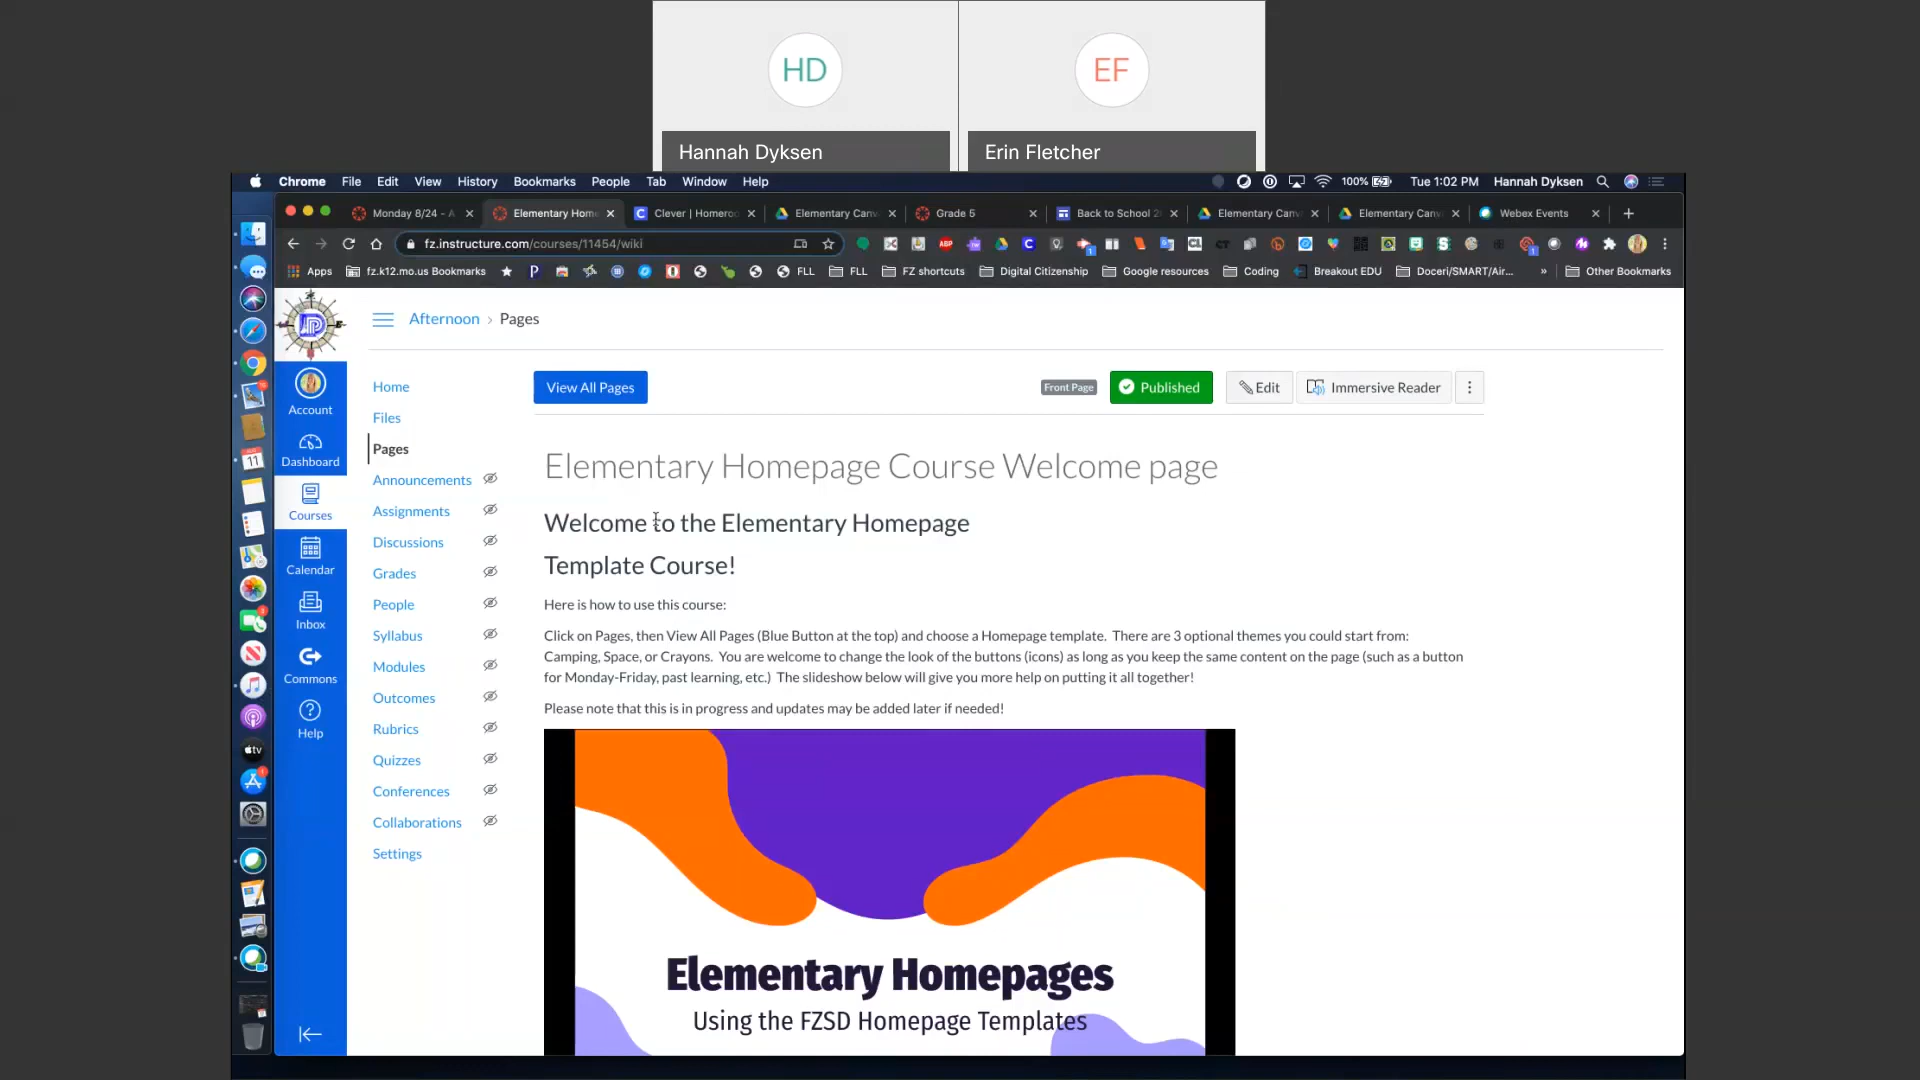 HD
EF
Hannah Dyksen
Erin Fletcher
Chrome File Edit View History Bookmarks People Tab Window Help
100% Tue 1:02 PM Hannah Dyksen
Monday 8/24 - A
Elementary Hom
Clever | Homeroo
Elementary Canv
Grade 5
Back to School 2
Elementary Canv
Elementary Canv
Webex Events
fz.instructure.com/courses/11454/wiki
Apps fz.k12.mo.us Bookmarks FLL FLL FZ shortcuts Digital Citizenship Google resources Coding Breakout EDU Doceri/SMART/Air... » Other Bookmarks
Afternoon › Pages
Account
Dashboard
Courses
Calendar
Inbox
Commons
Help
Home
Files
Pages
Announcements
Assignments
Discussions
Grades
People
Syllabus
Modules
Outcomes
Rubrics
Quizzes
Conferences
Collaborations
Settings
View All Pages
Front Page
Published
Edit
Immersive Reader
Elementary Homepage Course Welcome page
Welcome to the Elementary Homepage
Template Course!
Here is how to use this course:
Click on Pages, then View All Pages (Blue Button at the top) and choose a Homepage template. There are 3 optional themes you could start from:
Camping, Space, or Crayons. You are welcome to change the look of the buttons (icons) as long as you keep the same content on the page (such as a button
for Monday-Friday, past learning, etc.) The slideshow below will give you more help on putting it all together!
Please note that this is in progress and updates may be added later if needed!
Elementary Homepages
Using the FZSD Homepage Templates